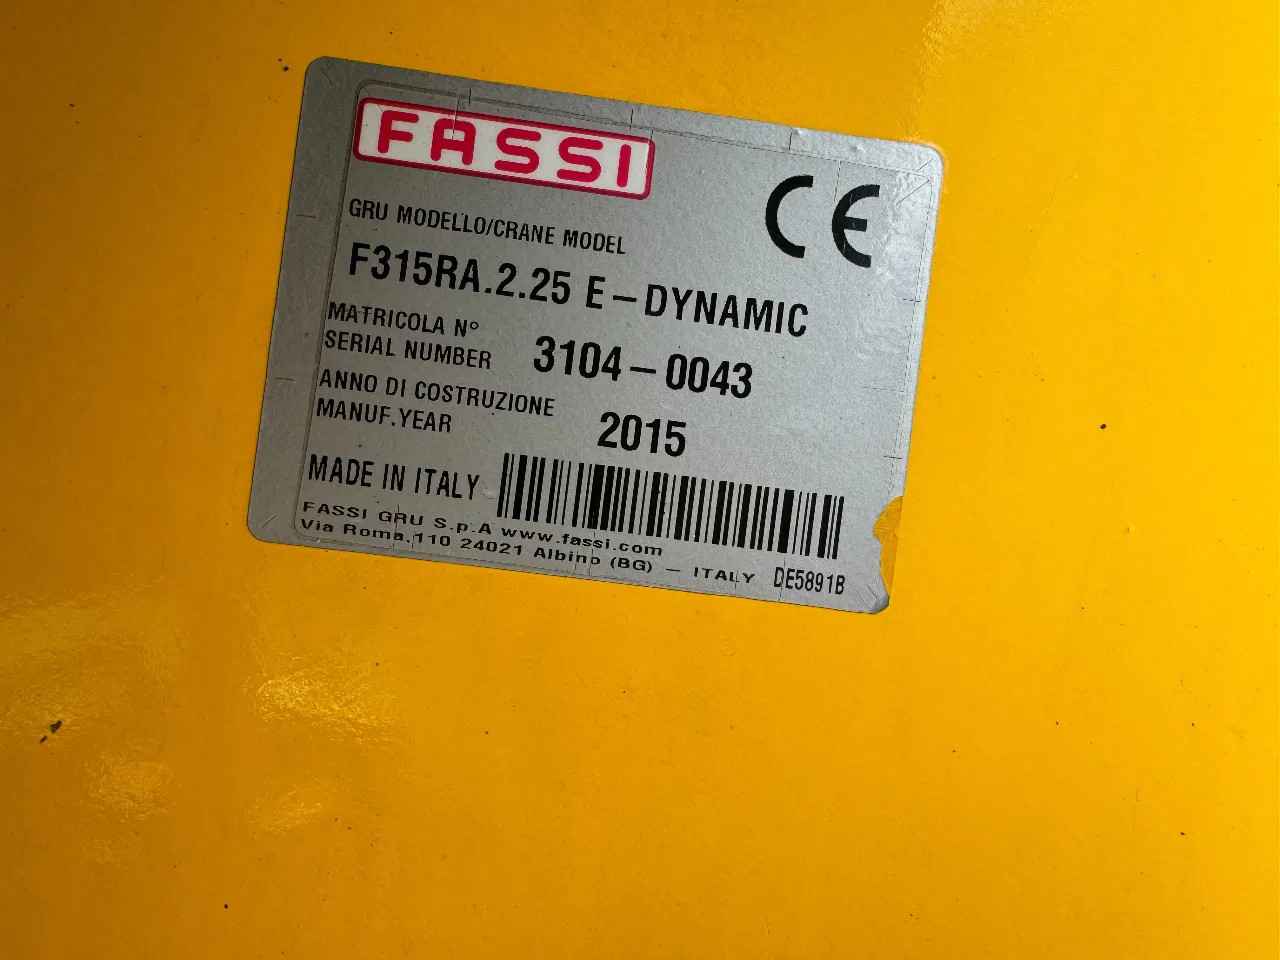 FASSI
CE
GRU MODELLO/CRANE MODEL
F315RA.2.25 E-DYNAMIC
MATRICOLA Nº
SERIAL NUMBER 3104-0043
ANNO DI COSTRUZIONE
MANUF.YEAR 2015
MADE IN ITALY
FASSI GRU S.p.A www.fassi.com
Via Roma,110 24021 Albino (BG) - ITALY DE5891B